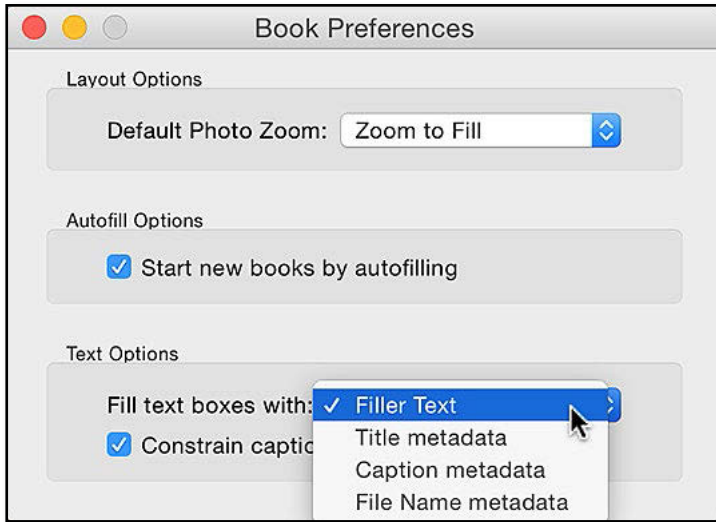 Book Preferences
Layout Options
Default Photo Zoom: Zoom to Fill
Autofill Options
Start new books by autofilling
Text Options
Fill text boxes with: Filler Text
Constrain Title metadata
Caption metadata
File Name metadata